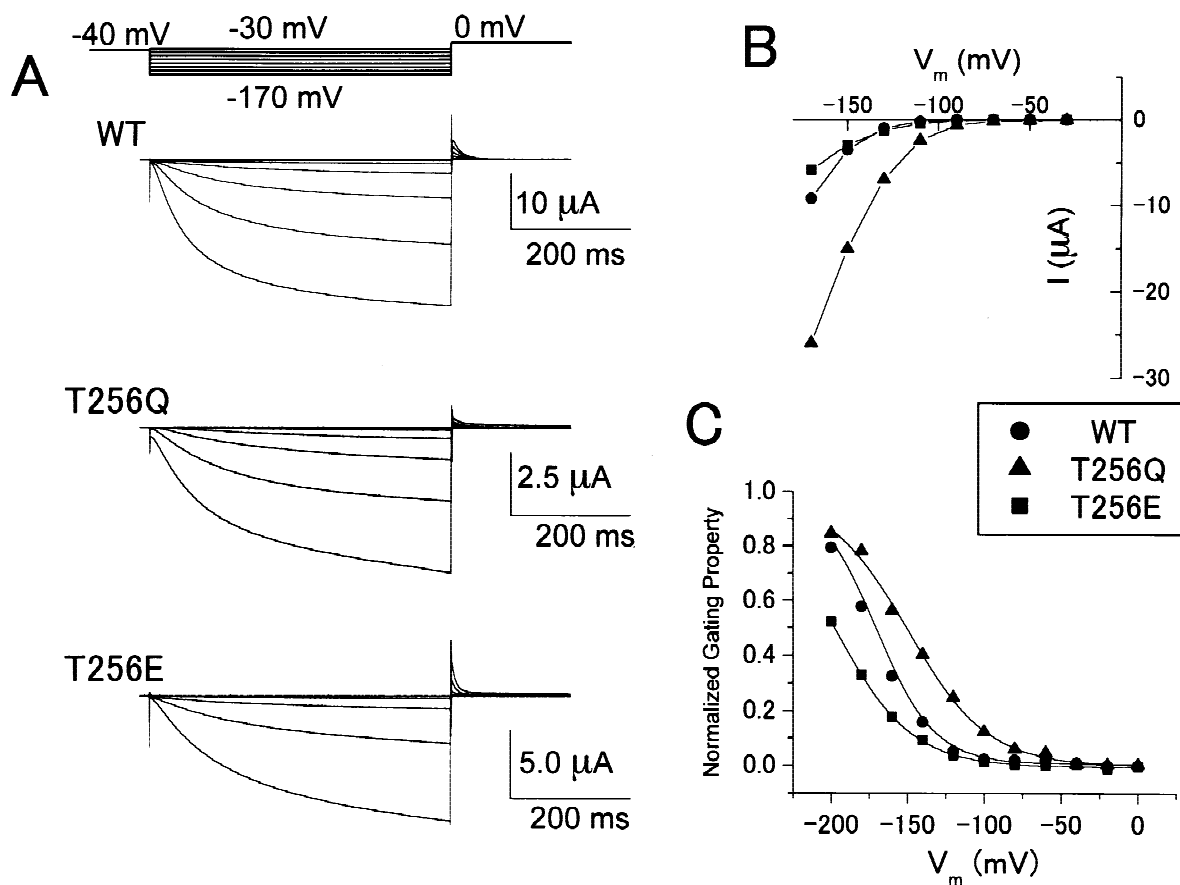 A
-40 mV
-30 mV
0 mV
-170 mV
WT
10 µA
200 ms
T256Q
2.5 µA
200 ms
T256E
5.0 µA
200 ms
B
Vm (mV)
-150
-100
-50
0
-10
-20
-30
I (µA)
WT
T256Q
T256E
C
Normalized Gating Property
1.0
0.8
0.6
0.4
0.2
0.0
-200
-150
-100
-50
0
Vm (mV)